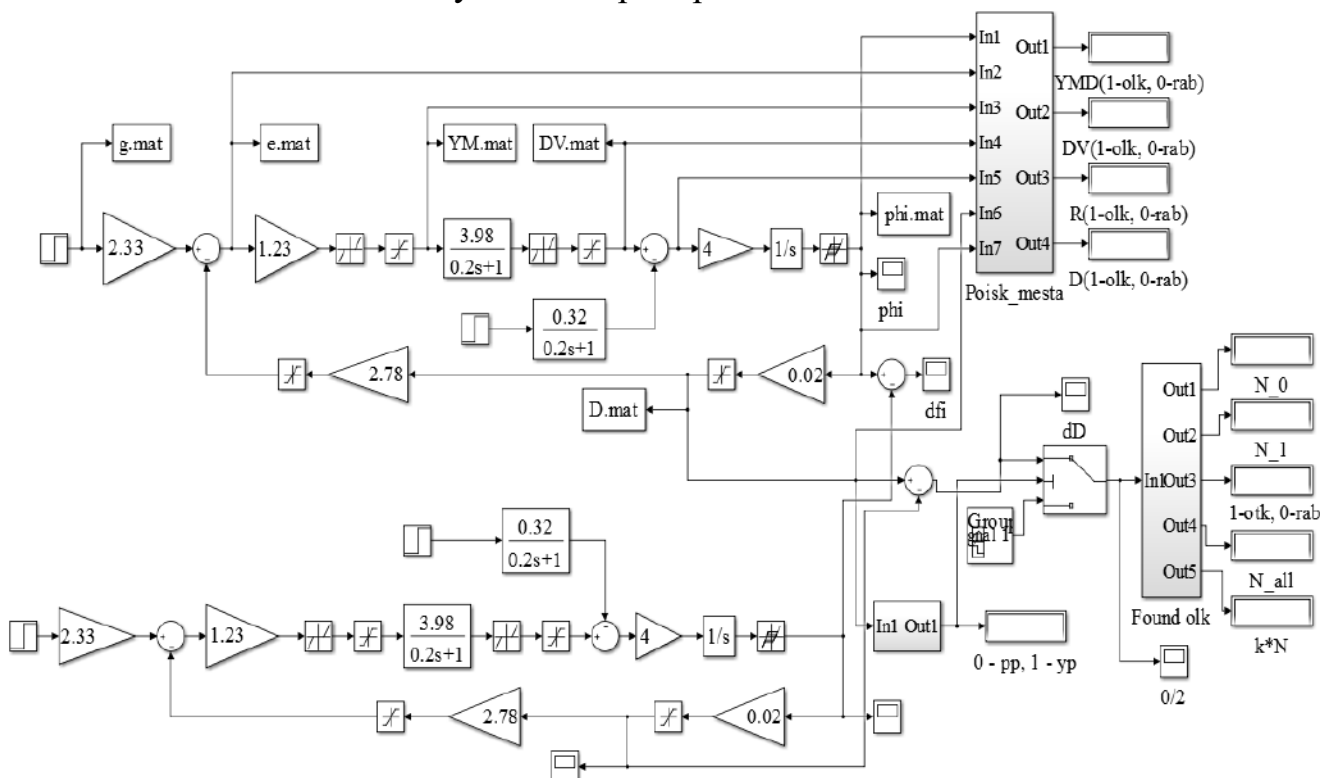 In1
Out1
In2
YMD(1-olk, 0-rab)
In3
Out2
g.mat
e.mat
YM.mat
DV.mat
In4
DV(1-olk, 0-rab)
In5
Out3
phi.mat
In6
R(1-olk, 0-rab)
2.33
1.23
3.98
0.2s+1
4
1/s
In7
Out4
D(1-olk, 0-rab)
Poisk_mesta
phi
0.32
0.2s+1
2.78
0.02
Out1
N_0
D.mat
dfi
dD
Out2
N_1
In1
Out3
1-otk, 0-rab
0.32
0.2s+1
Group
gnal 1
Out4
N_all
Out5
2.33
1.23
3.98
0.2s+1
4
1/s
In1
Out1
Found olk
k*N
0 - pp, 1 - yp
0/2
2.78
0.02